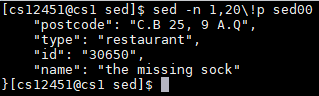 [cs12451@cs1 sed]$ sed -n 1,20\!p sed00
    "postcode": "C.B 25, 9 A.Q",
    "type": "restaurant",
    "id": "30650",
    "name": "the missing sock"
}[cs12451@cs1 sed]$